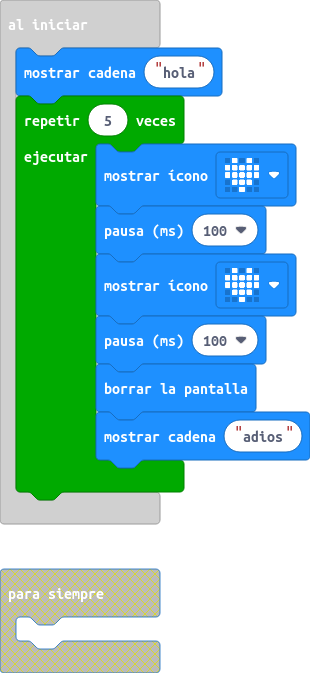 al iniciar
mostrar cadena "hola"
repetir 5 veces
ejecutar
mostrar icono
pausa (ms) 100
mostrar icono
pausa (ms) 100
borrar la pantalla
mostrar cadena "adios"
para siempre